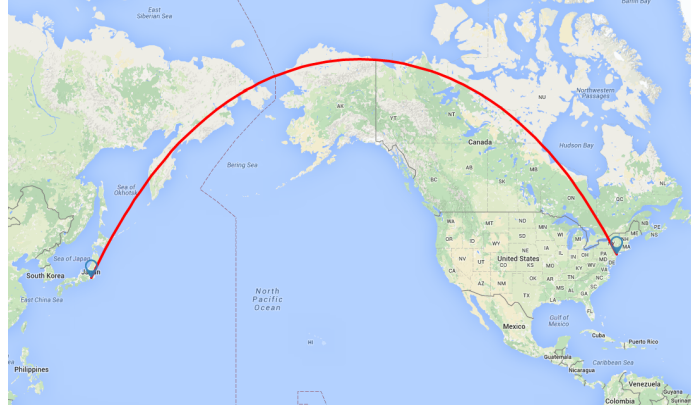 Baffin Bay
East
Siberian Sea
Northwestern
Passages
NU
AK
YT
NT
Canada
Hudson Bay
Bering Sea
BC
AB
SK
ON
QC
Sea of
Okhotsk
NB
PE
NS
WA
MT
ND
MN
OR
ID
SD
WI
MI
ME
MA
WY
NE
IA
IL
IN
OH
PA
NV
UT
CO
United States
KS
MO
KY
WV
VA
MD
DE
CA
AZ
NM
OK
AR
TN
NC
SC
TX
LA
MS
AL
GA
Sea of Japan
South Korea
Japan
East China Sea
North
Pacific
Ocean
Gulf of
Mexico
Mexico
HI
Cuba
Puerto Rico
Guatemala
Caribbean Sea
Nicaragua
Philippines
Venezuela
Colombia
Guyana
Surinam